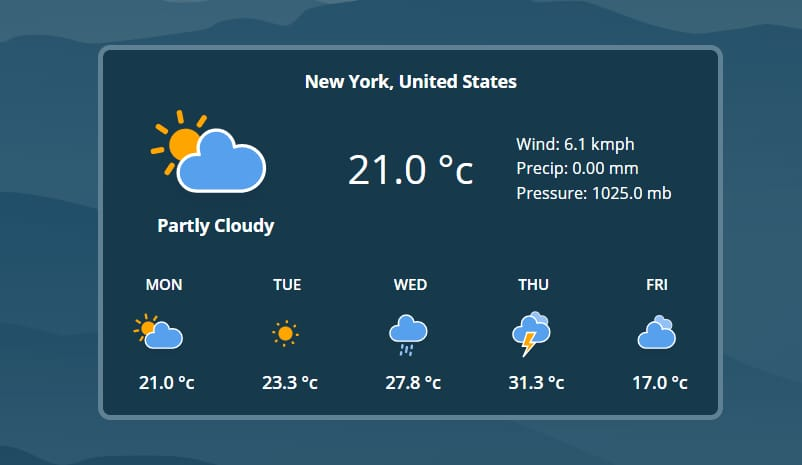 New York, United States
21.0 °c
Wind: 6.1 kmph
Precip: 0.00 mm
Pressure: 1025.0 mb
Partly Cloudy
MON TUE WED THU FRI
21.0 °c 23.3 °c 27.8 °c 31.3 °c 17.0 °c